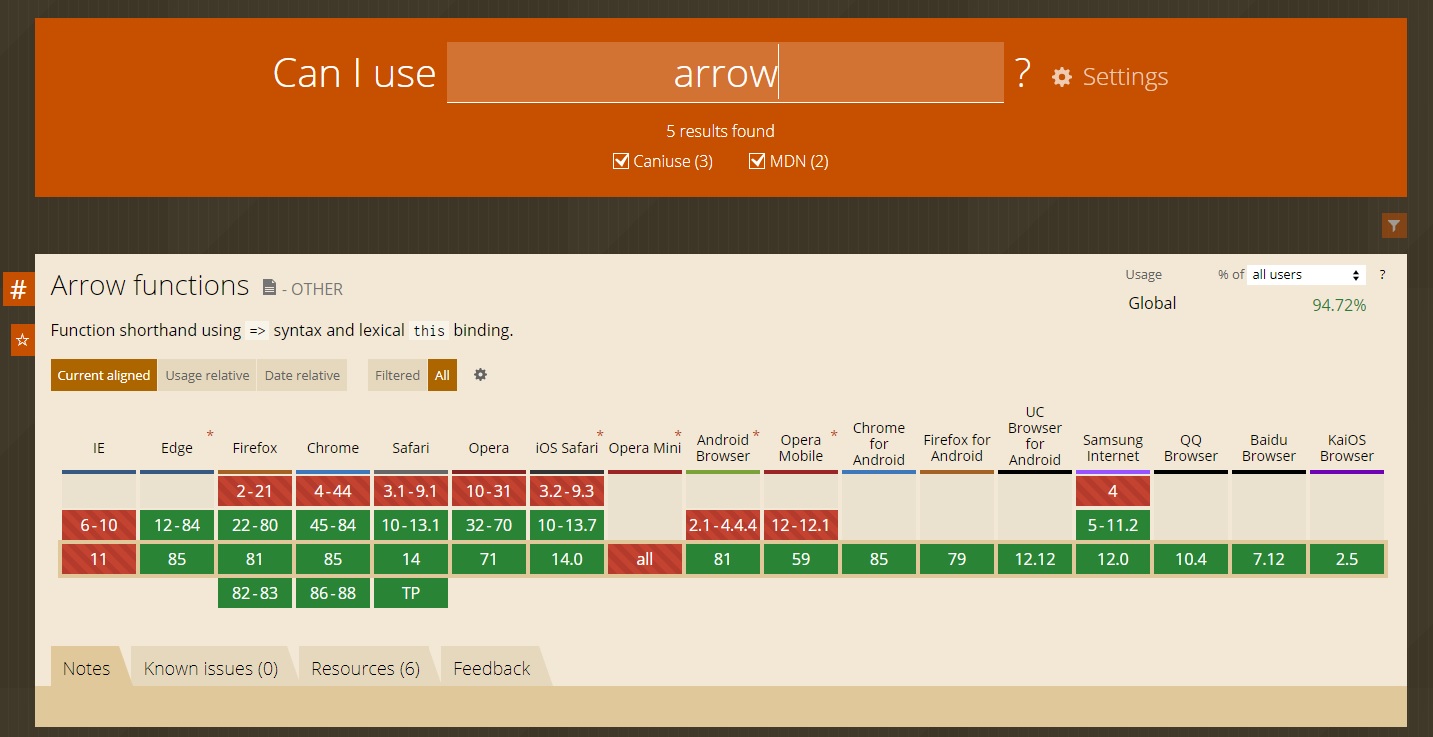 Can I use arrow ? Settings
5 results found
Caniuse (3) MDN (2)
# Arrow functions - OTHER
Usage % of all users ?
Global 94.72%
Function shorthand using => syntax and lexical this binding.
Current aligned Usage relative Date relative Filtered All
IE Edge * Firefox Chrome Safari Opera iOS Safari * Opera Mini * Android Browser * Opera Mobile * Chrome for Android Firefox for Android UC Browser for Android Samsung Internet QQ Browser Baidu Browser KaiOS Browser
2-21 4-44 3.1-9.1 10-31 3.2-9.3 4
6-10 12-84 22-80 45-84 10-13.1 32-70 10-13.7 2.1-4.4.4 12-12.1 5-11.2
11 85 81 85 14 71 14.0 all 81 59 85 79 12.12 12.0 10.4 7.12 2.5
82-83 86-88 TP
Notes Known issues (0) Resources (6) Feedback